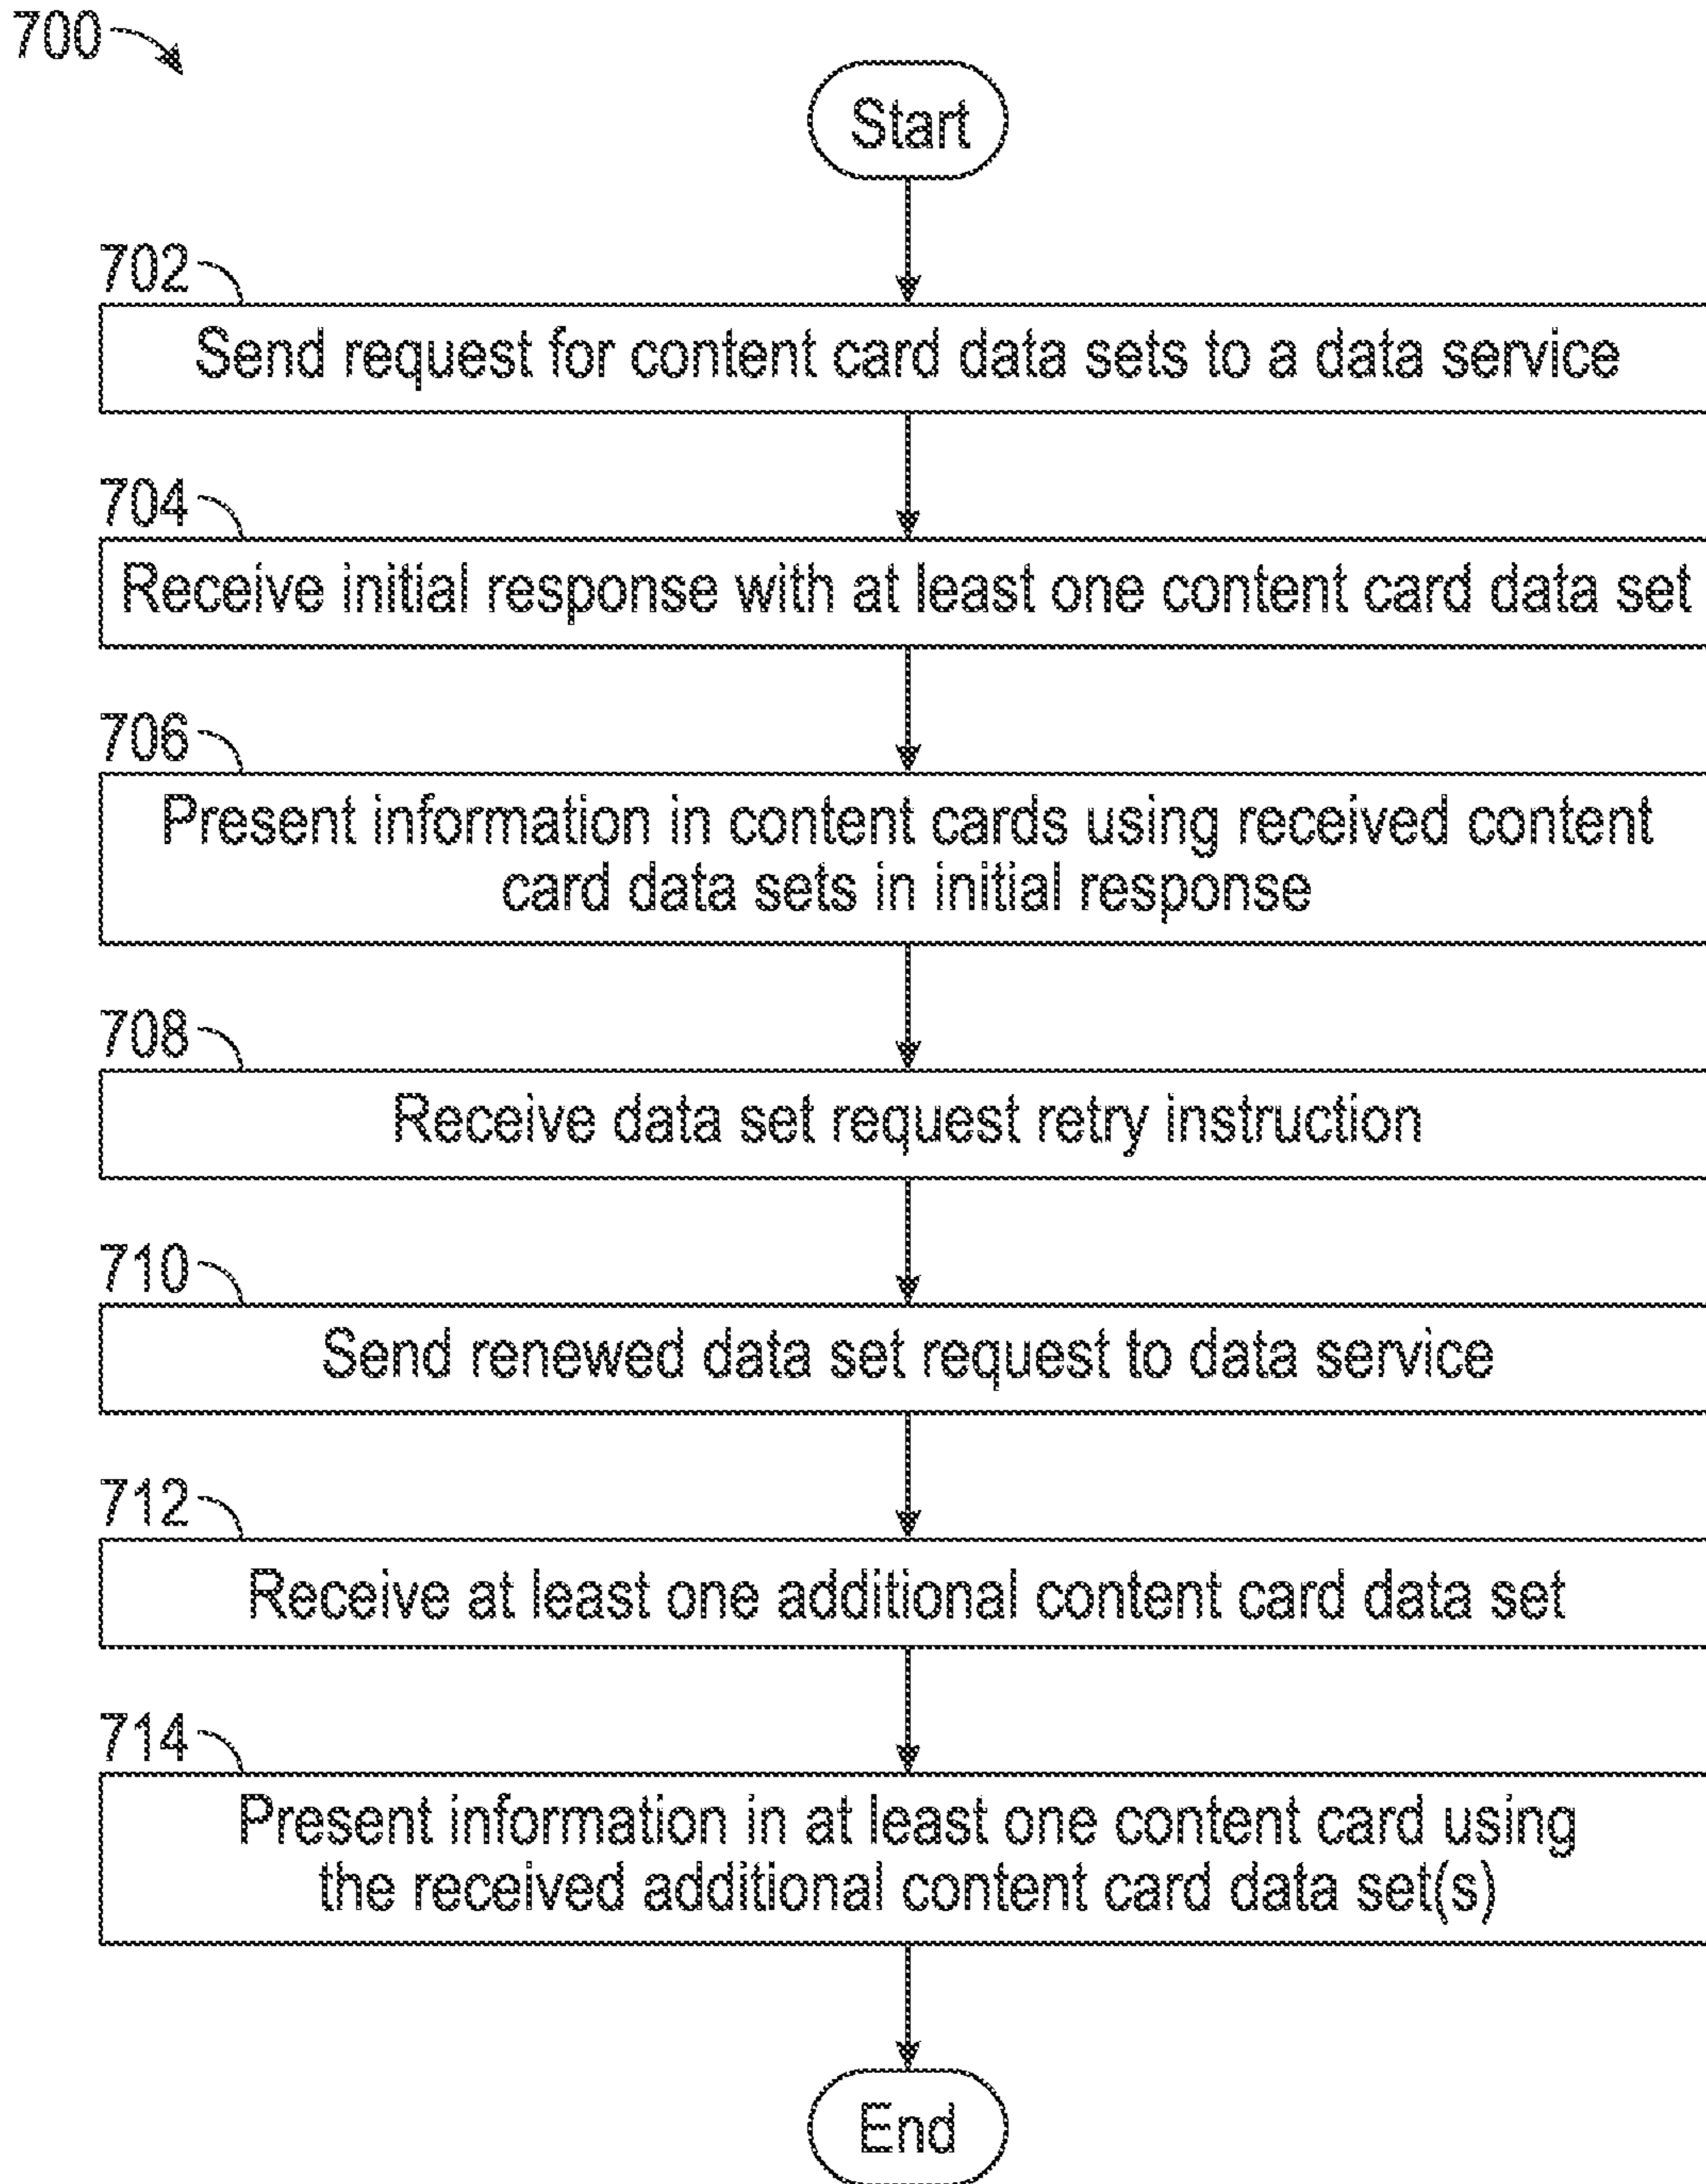 700
Start
702
Send request for content card data sets to a data service
704
Receive initial response with at least one content card data set
706
Present information in content cards using received content
card data sets in initial response
708
Receive data set request retry instruction
710
Send renewed data set request to data service
712
Receive at least one additional content card data set
714
Present information in at least one content card using
the received additional content card data set(s)
End